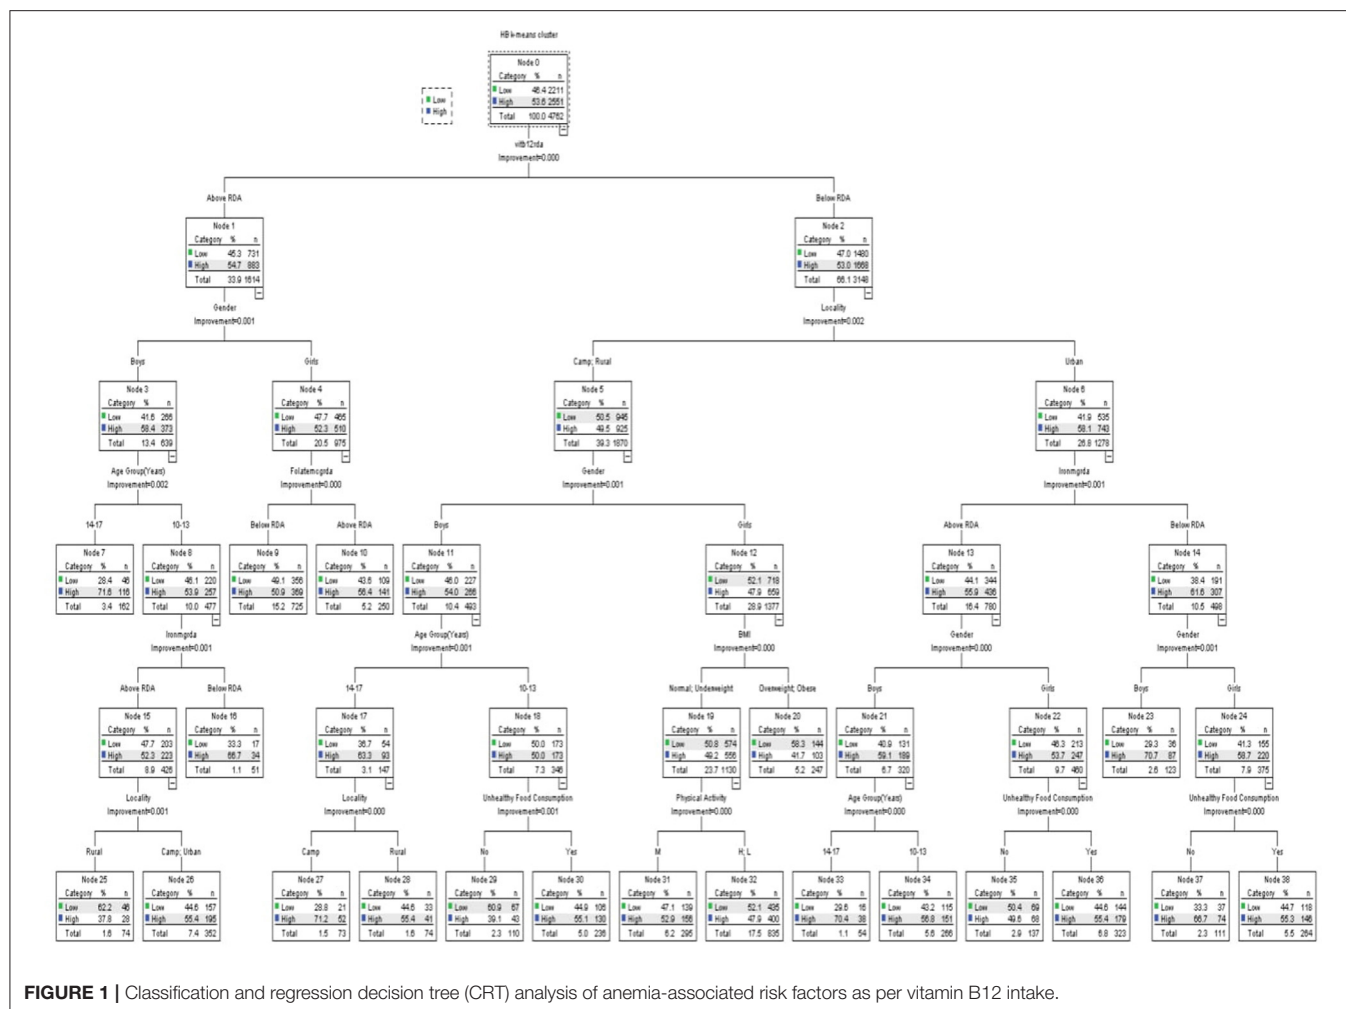 HB k-means cluster
Node 0
Category % n
Low 46.4 2211
High 53.6 2551
Total 100.0 4762
Low
High
vitb12rda
Improvement=0.000
Above RDA
Below RDA
Node 1
Category % n
Low 45.3 731
High 54.7 883
Total 33.9 1614
Node 2
Category % n
Low 47.0 1480
High 53.0 1668
Total 66.1 3148
Gender
Improvement=0.001
Locality
Improvement=0.002
Boys
Girls
Camp; Rural
Urban
Node 3
Category % n
Low 41.6 266
High 58.4 373
Total 13.4 639
Node 4
Category % n
Low 47.7 465
High 52.3 510
Total 20.5 975
Node 5
Category % n
Low 50.5 945
High 49.5 925
Total 39.3 1870
Node 6
Category % n
Low 41.9 535
High 58.1 743
Total 26.8 1278
Age Group(Years)
Improvement=0.002
Folatemcgrda
Improvement=0.000
Gender
Improvement=0.001
Ironmgrda
Improvement=0.001
14-17
10-13
Below RDA
Above RDA
Boys
Girls
Above RDA
Below RDA
Node 7
Category % n
Low 28.4 46
High 71.6 116
Total 3.4 162
Node 8
Category % n
Low 46.1 220
High 53.9 257
Total 10.0 477
Node 9
Category % n
Low 49.1 356
High 50.9 369
Total 15.2 725
Node 10
Category % n
Low 43.6 109
High 56.4 141
Total 5.2 250
Node 11
Category % n
Low 46.0 227
High 54.0 266
Total 10.4 493
Node 12
Category % n
Low 52.1 718
High 47.9 659
Total 28.9 1377
Node 13
Category % n
Low 44.1 344
High 55.9 436
Total 16.4 780
Node 14
Category % n
Low 38.4 191
High 61.6 307
Total 10.5 498
Ironmgrda
Improvement=0.001
Age Group(Years)
Improvement=0.001
BMI
Improvement=0.000
Gender
Improvement=0.000
Gender
Improvement=0.001
Above RDA
Below RDA
14-17
10-13
Normal; Underweight
Overweight; Obese
Boys
Girls
Boys
Girls
Node 15
Category % n
Low 47.7 203
High 52.3 223
Total 8.9 426
Node 16
Category % n
Low 33.3 17
High 66.7 34
Total 1.1 51
Node 17
Category % n
Low 36.7 54
High 63.3 93
Total 3.1 147
Node 18
Category % n
Low 50.0 173
High 50.0 173
Total 7.3 346
Node 19
Category % n
Low 50.8 574
High 49.2 556
Total 23.7 1130
Node 20
Category % n
Low 58.3 144
High 41.7 103
Total 5.2 247
Node 21
Category % n
Low 40.9 131
High 59.1 189
Total 6.7 320
Node 22
Category % n
Low 46.3 213
High 53.7 247
Total 9.7 460
Node 23
Category % n
Low 29.3 36
High 70.7 87
Total 2.6 123
Node 24
Category % n
Low 41.3 155
High 58.7 220
Total 7.9 375
Locality
Improvement=0.001
Locality
Improvement=0.000
Unhealthy Food Consumption
Improvement=0.001
Physical Activity
Improvement=0.000
Age Group(Years)
Improvement=0.000
Unhealthy Food Consumption
Improvement=0.000
Unhealthy Food Consumption
Improvement=0.000
Rural
Camp; Urban
Camp
Rural
No
Yes
M
H; L
14-17
10-13
No
Yes
No
Yes
Node 25
Category % n
Low 62.2 46
High 37.8 28
Total 1.6 74
Node 26
Category % n
Low 44.6 157
High 55.4 195
Total 7.4 352
Node 27
Category % n
Low 28.8 21
High 71.2 52
Total 1.5 73
Node 28
Category % n
Low 44.6 33
High 55.4 41
Total 1.6 74
Node 29
Category % n
Low 60.9 67
High 39.1 43
Total 2.3 110
Node 30
Category % n
Low 44.9 106
High 55.1 130
Total 5.0 236
Node 31
Category % n
Low 47.1 139
High 52.9 156
Total 6.2 295
Node 32
Category % n
Low 52.1 435
High 47.9 400
Total 17.5 835
Node 33
Category % n
Low 29.6 16
High 70.4 38
Total 1.1 54
Node 34
Category % n
Low 43.2 115
High 56.8 151
Total 5.6 266
Node 35
Category % n
Low 50.4 69
High 49.6 68
Total 2.9 137
Node 36
Category % n
Low 44.6 144
High 55.4 179
Total 6.8 323
Node 37
Category % n
Low 33.3 37
High 66.7 74
Total 2.3 111
Node 38
Category % n
Low 44.7 118
High 55.3 146
Total 5.5 264
FIGURE 1 | Classification and regression decision tree (CRT) analysis of anemia-associated risk factors as per vitamin B12 intake.